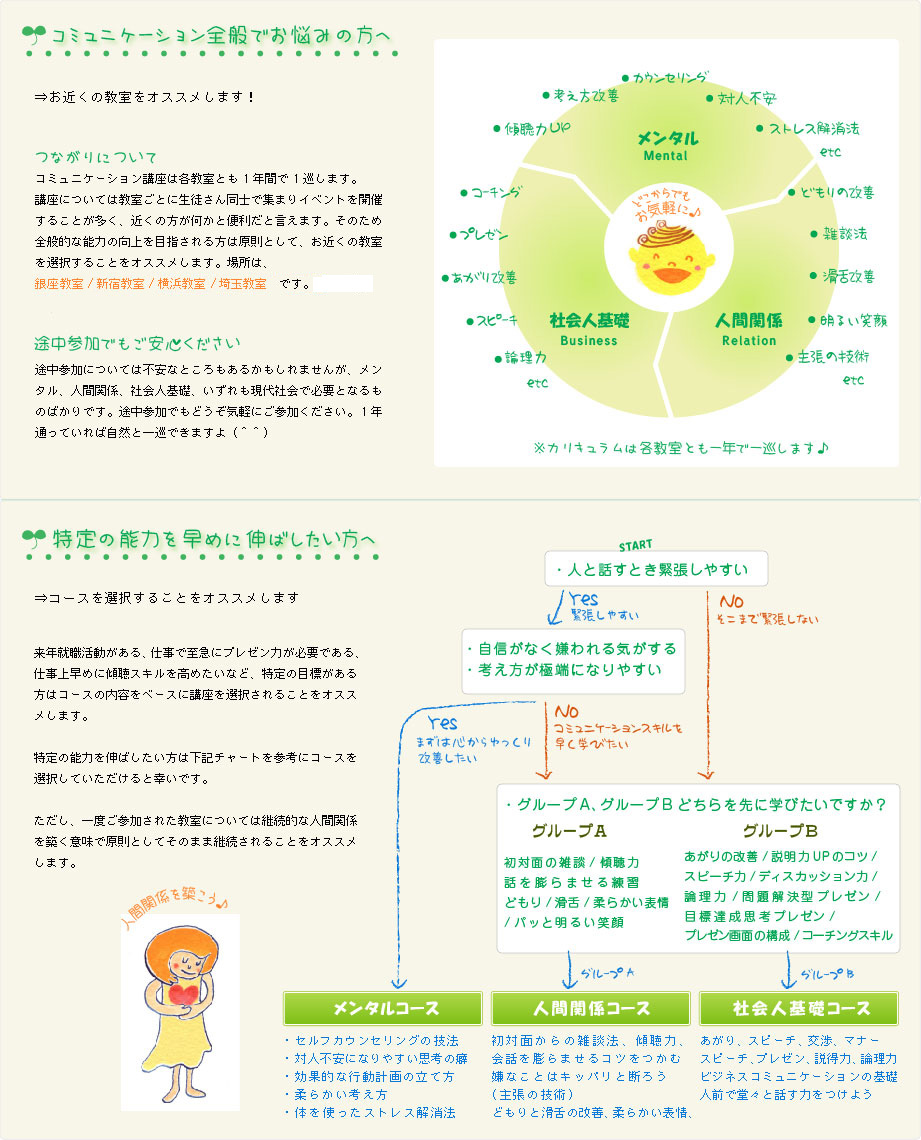 コミュニケーション全般でお悩みの方へ
⇒お近くの教室をオススメします！
つながりについて
コミュニケーション講座は各教室とも１年間で１巡します。
講座については教室ごとに生徒さん同士で集まりイベントを開催
することが多く、近くの方が何かと便利だと言えます。そのため
全般的な能力の向上を目指される方は原則として、お近くの教室
を選択することをオススメします。場所は、
銀座教室 / 新宿教室 / 横浜教室 / 埼玉教室　です。
途中参加でもご安心ください
途中参加については不安なところもあるかもしれませんが、メン
タル、人間関係、社会人基礎、いずれも現代社会で必要となるも
のばかりです。途中参加でもどうぞ気軽にご参加ください。１年
通っていれば自然と一巡できますよ（＾＾）
・カウンセリング
・考え方改善
・対人不安
・傾聴力UP
・ストレス解消法
etc
メンタル
Mental
・コーチング
・プレゼン
・あがり改善
・スピーチ
・論理力
etc
どこからでも
お気軽に♪
・どもりの改善
・雑談法
・滑舌改善
・明るい笑顔
・主張の技術
etc
社会人基礎
Business
人間関係
Relation
※カリキュラムは各教室とも一年で一巡します♪
特定の能力を早めに伸ばしたい方へ
⇒コースを選択することをオススメします
来年就職活動がある、仕事で至急にプレゼン力が必要である、
仕事上早めに傾聴スキルを高めたいなど、特定の目標がある
方はコースの内容をベースに講座を選択されることをオスス
メします。
特定の能力を伸ばしたい方は下記チャートを参考にコースを
選択していただけると幸いです。
ただし、一度ご参加された教室については継続的な人間関係
を築く意味で原則としてそのまま継続されることをオススメ
します。
人間関係を築こう♪
START
・人と話すとき緊張しやすい
Yes
緊張しやすい
No
そこまで緊張しない
・自信がなく嫌われる気がする
・考え方が極端になりやすい
Yes
まずは心からゆっくり
改善したい
No
コミュニケーションスキルを
早く学びたい
・グループＡ、グループＢどちらを先に学びたいですか？
グループA
初対面の雑談 / 傾聴力
話を膨らませる練習
どもり / 滑舌 / 柔らかい表情
/ パッと明るい笑顔
グループB
あがりの改善 / 説明力UPのコツ /
スピーチ力 / ディスカッション力 /
論理力 / 問題解決型プレゼン /
目標達成思考プレゼン /
プレゼン画面の構成 / コーチングスキル
グループA
グループB
メンタルコース
・セルフカウンセリングの技法
・対人不安になりやすい思考の癖
・効果的な行動計画の立て方
・柔らかい考え方
・体を使ったストレス解消法
人間関係コース
初対面からの雑談法、傾聴力、
会話を膨らませるコツをつかむ
嫌なことはキッパリと断ろう
（主張の技術）
どもりと滑舌の改善、柔らかい表情、
社会人基礎コース
あがり、スピーチ、交渉、マナー
スピーチ、プレゼン、説得力、論理力
ビジネスコミュニケーションの基礎
人前で堂々と話す力をつけよう